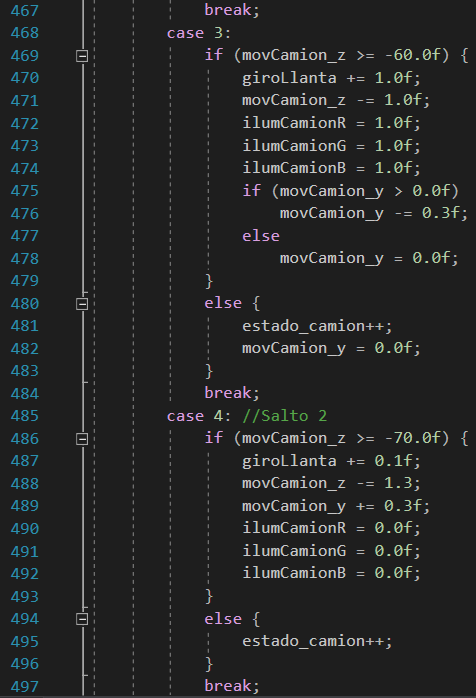 467 break;
468 case 3:
469 if (movCamion_z >= -60.0f) {
470 giroLlanta += 1.0f;
471 movCamion_z -= 1.0f;
472 ilumCamionR = 1.0f;
473 ilumCamionG = 1.0f;
474 ilumCamionB = 1.0f;
475 if (movCamion_y > 0.0f)
476 movCamion_y -= 0.3f;
477 else
478 movCamion_y = 0.0f;
479 }
480 else {
481 estado_camion++;
482 movCamion_y = 0.0f;
483 }
484 break;
485 case 4: //Salto 2
486 if (movCamion_z >= -70.0f) {
487 giroLlanta += 0.1f;
488 movCamion_z -= 1.3;
489 movCamion_y += 0.3f;
490 ilumCamionR = 0.0f;
491 ilumCamionG = 0.0f;
492 ilumCamionB = 0.0f;
493 }
494 else {
495 estado_camion++;
496 }
497 break;